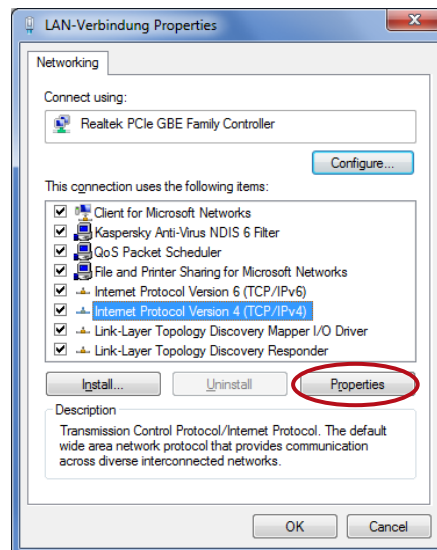 LAN-Verbindung Properties
Networking
Connect using:
Realtek PCIe GBE Family Controller
Configure...
This connection uses the following items:
Client for Microsoft Networks
Kaspersky Anti-Virus NDIS 6 Filter
QoS Packet Scheduler
File and Printer Sharing for Microsoft Networks
Internet Protocol Version 6 (TCP/IPv6)
Internet Protocol Version 4 (TCP/IPv4)
Link-Layer Topology Discovery Mapper I/O Driver
Link-Layer Topology Discovery Responder
Install... Uninstall Properties
Description
Transmission Control Protocol/Internet Protocol. The default
wide area network protocol that provides communication
across diverse interconnected networks.
OK Cancel